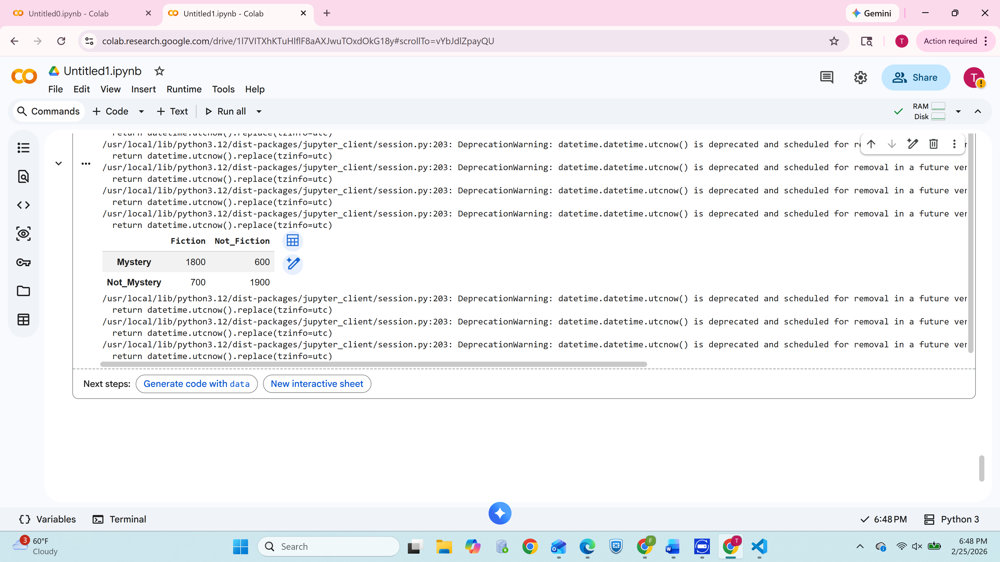 Untitled0.ipynb - Colab
Untitled1.ipynb - Colab
Gemini
colab.research.google.com/drive/1l7VITXhKTuHlflF8aAXJwuTOxdOkG18y#scrollTo=vYbJdlZpayQU
T
Action required
Untitled1.ipynb
File Edit View Insert Runtime Tools Help
Share
T
Commands + Code + Text Run all
RAM
Disk
return datetime.utcnow().replace(tzinfo=utc)
/usr/local/lib/python3.12/dist-packages/jupyter_client/session.py:203: DeprecationWarning: datetime.datetime.utcnow() is deprecated and scheduled for
return datetime.utcnow().replace(tzinfo=utc)
/usr/local/lib/python3.12/dist-packages/jupyter_client/session.py:203: DeprecationWarning: datetime.datetime.utcnow() is deprecated and scheduled for removal in a future ver
return datetime.utcnow().replace(tzinfo=utc)
/usr/local/lib/python3.12/dist-packages/jupyter_client/session.py:203: DeprecationWarning: datetime.datetime.utcnow() is deprecated and scheduled for removal in a future ver
return datetime.utcnow().replace(tzinfo=utc)
/usr/local/lib/python3.12/dist-packages/jupyter_client/session.py:203: DeprecationWarning: datetime.datetime.utcnow() is deprecated and scheduled for removal in a future ver
return datetime.utcnow().replace(tzinfo=utc)
Fiction Not_Fiction
Mystery 1800 600
Not_Mystery 700 1900
/usr/local/lib/python3.12/dist-packages/jupyter_client/session.py:203: DeprecationWarning: datetime.datetime.utcnow() is deprecated and scheduled for removal in a future ver
return datetime.utcnow().replace(tzinfo=utc)
/usr/local/lib/python3.12/dist-packages/jupyter_client/session.py:203: DeprecationWarning: datetime.datetime.utcnow() is deprecated and scheduled for removal in a future ver
return datetime.utcnow().replace(tzinfo=utc)
/usr/local/lib/python3.12/dist-packages/jupyter_client/session.py:203: DeprecationWarning: datetime.datetime.utcnow() is deprecated and scheduled for removal in a future ver
return datetime.utcnow().replace(tzinfo=utc)
Next steps: Generate code with data New interactive sheet
Variables Terminal
6:48 PM Python 3
3
60°F
Cloudy
Search
F
T
6:48 PM
2/25/2026